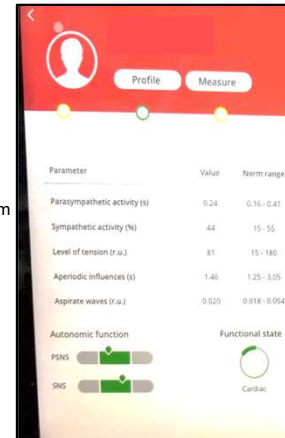 Profile Measure
m
Parameter Value Norm range
Parasympathetic activity (s) 0.24 0.16 - 0.41
Sympathetic activity (%) 44 15 - 55
Level of tension (r.u.) 81 15 - 180
Aperiodic influences (s) 1.46 1.25 - 3.05
Aspirate waves (r.u.) 0.020 0.018 - 0.054
Autonomic function Functional state
PSNS
SNS
Cardiac